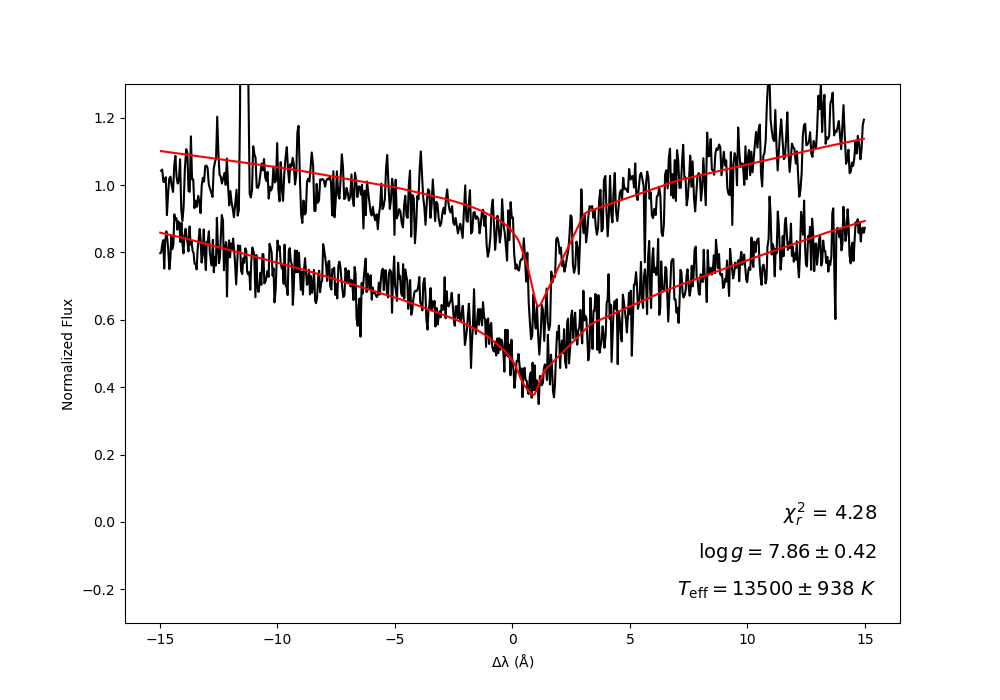 1.2
1.0
0.8
0.6
0.4
0.2
0.0
−0.2
Normalized Flux
χ²ᵣ = 4.28
log g = 7.86 ± 0.42
T_eff = 13500 ± 938 K
−15 −10 −5 0 5 10 15
Δλ (Å)